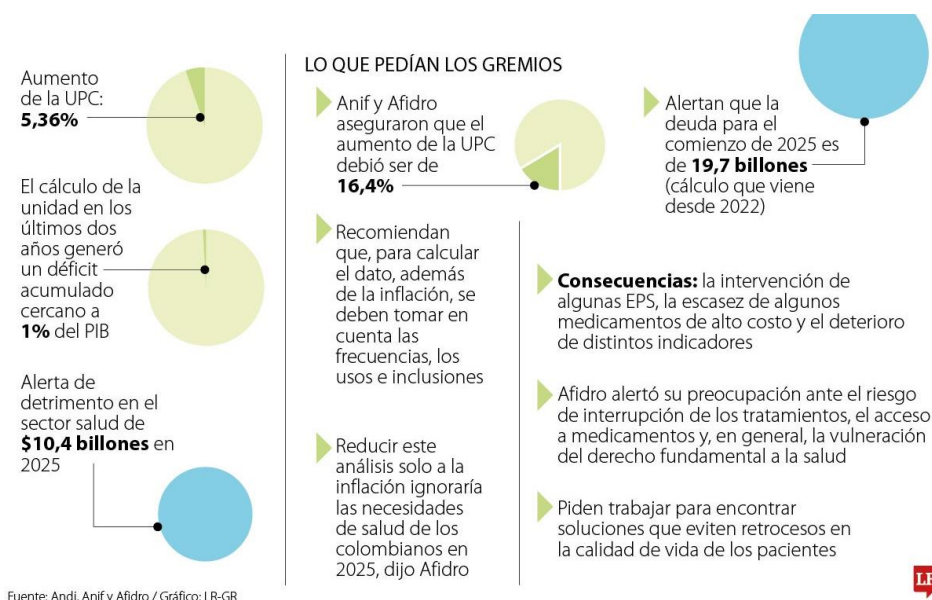 Aumento
de la UPC:
5,36%
El cálculo de la
unidad en los
últimos dos
años generó
un déficit
acumulado
cercano a
1% del PIB
Alerta de
detrimento en el
sector salud de
$10,4 billones en
2025
LO QUE PEDÍAN LOS GREMIOS
Anif y Afidro
aseguraron que el
aumento de la UPC
debió ser de
16,4%
Recomiendan
que, para calcular
el dato, además
de la inflación, se
deben tomar en
cuenta las
frecuencias, los
usos e inclusiones
Reducir este
análisis solo a la
inflación ignoraría
las necesidades
de salud de los
colombianos en
2025, dijo Afidro
Alertan que la
deuda para el
comienzo de 2025 es
de 19,7 billones
(cálculo que viene
desde 2022)
Consecuencias: la intervención de
algunas EPS, la escasez de algunos
medicamentos de alto costo y el deterioro
de distintos indicadores
Afidro alertó su preocupación ante el riesgo
de interrupción de los tratamientos, el acceso
a medicamentos y, en general, la vulneración
del derecho fundamental a la salud
Piden trabajar para encontrar
soluciones que eviten retrocesos en
la calidad de vida de los pacientes
Fuente: Andi, Anif y Afidro / Gráfico: LR-GR
LR